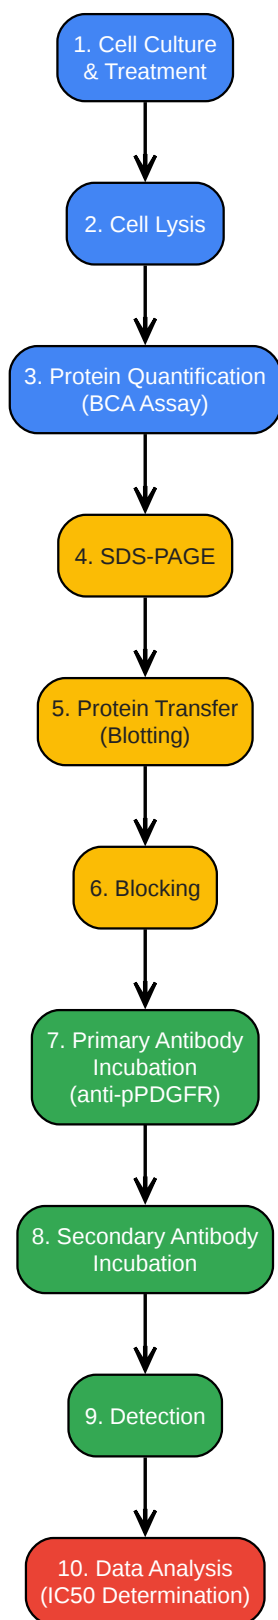 1. Cell Culture
& Treatment
2. Cell Lysis
3. Protein Quantification
(BCA Assay)
4. SDS-PAGE
5. Protein Transfer
(Blotting)
6. Blocking
7. Primary Antibody
Incubation
(anti-pPDGFR)
8. Secondary Antibody
Incubation
9. Detection
10. Data Analysis
(IC50 Determination)